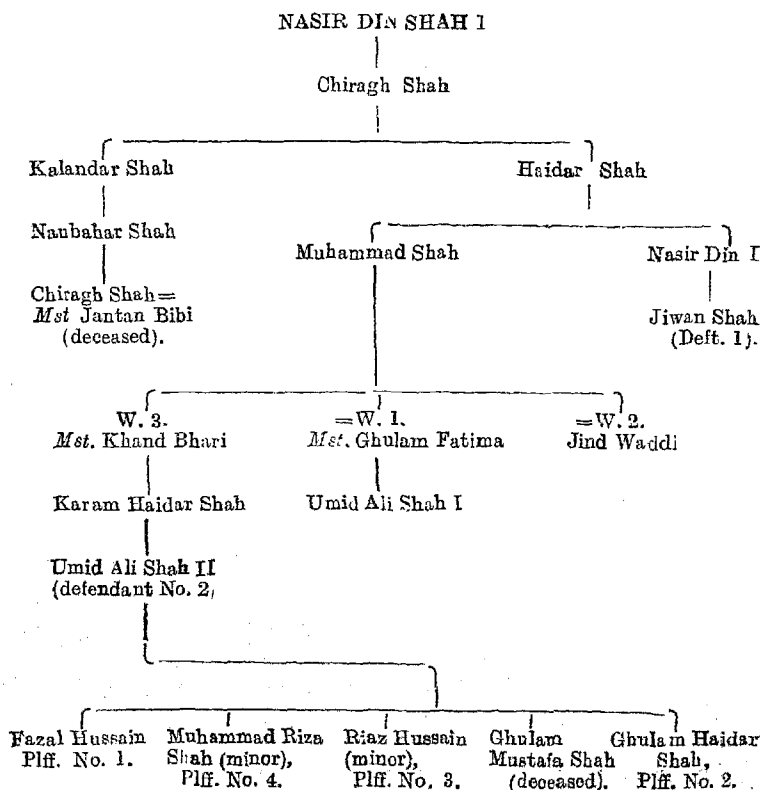 NASIR DIN SHAH 1
Chiragh Shah
Kalandar Shah
Haidar Shah
Naubahar Shah
Muhammad Shah
Nasir Din I
Chiragh Shah=
Mst Jantan Bibi
(deceased).
Jiwan Shah
(Deft. 1).
W. 3.
Mst. Khand Bhari
=W. 1.
Mst. Ghulam Fatima
=W. 2.
Jind Waddi
Karam Haidar Shah
Umid Ali Shah I
Umid Ali Shah II
(defendant No. 2,
Fazal Hussain
Plff. No. 1.
Muhammad Riza
Shah (minor),
Plff. No. 4.
Riaz Hussain
(minor),
Plff. No. 3.
Ghulam
Mustafa Shah
(deceased).
Ghulam Haidar
Shah,
Plff. No. 2.